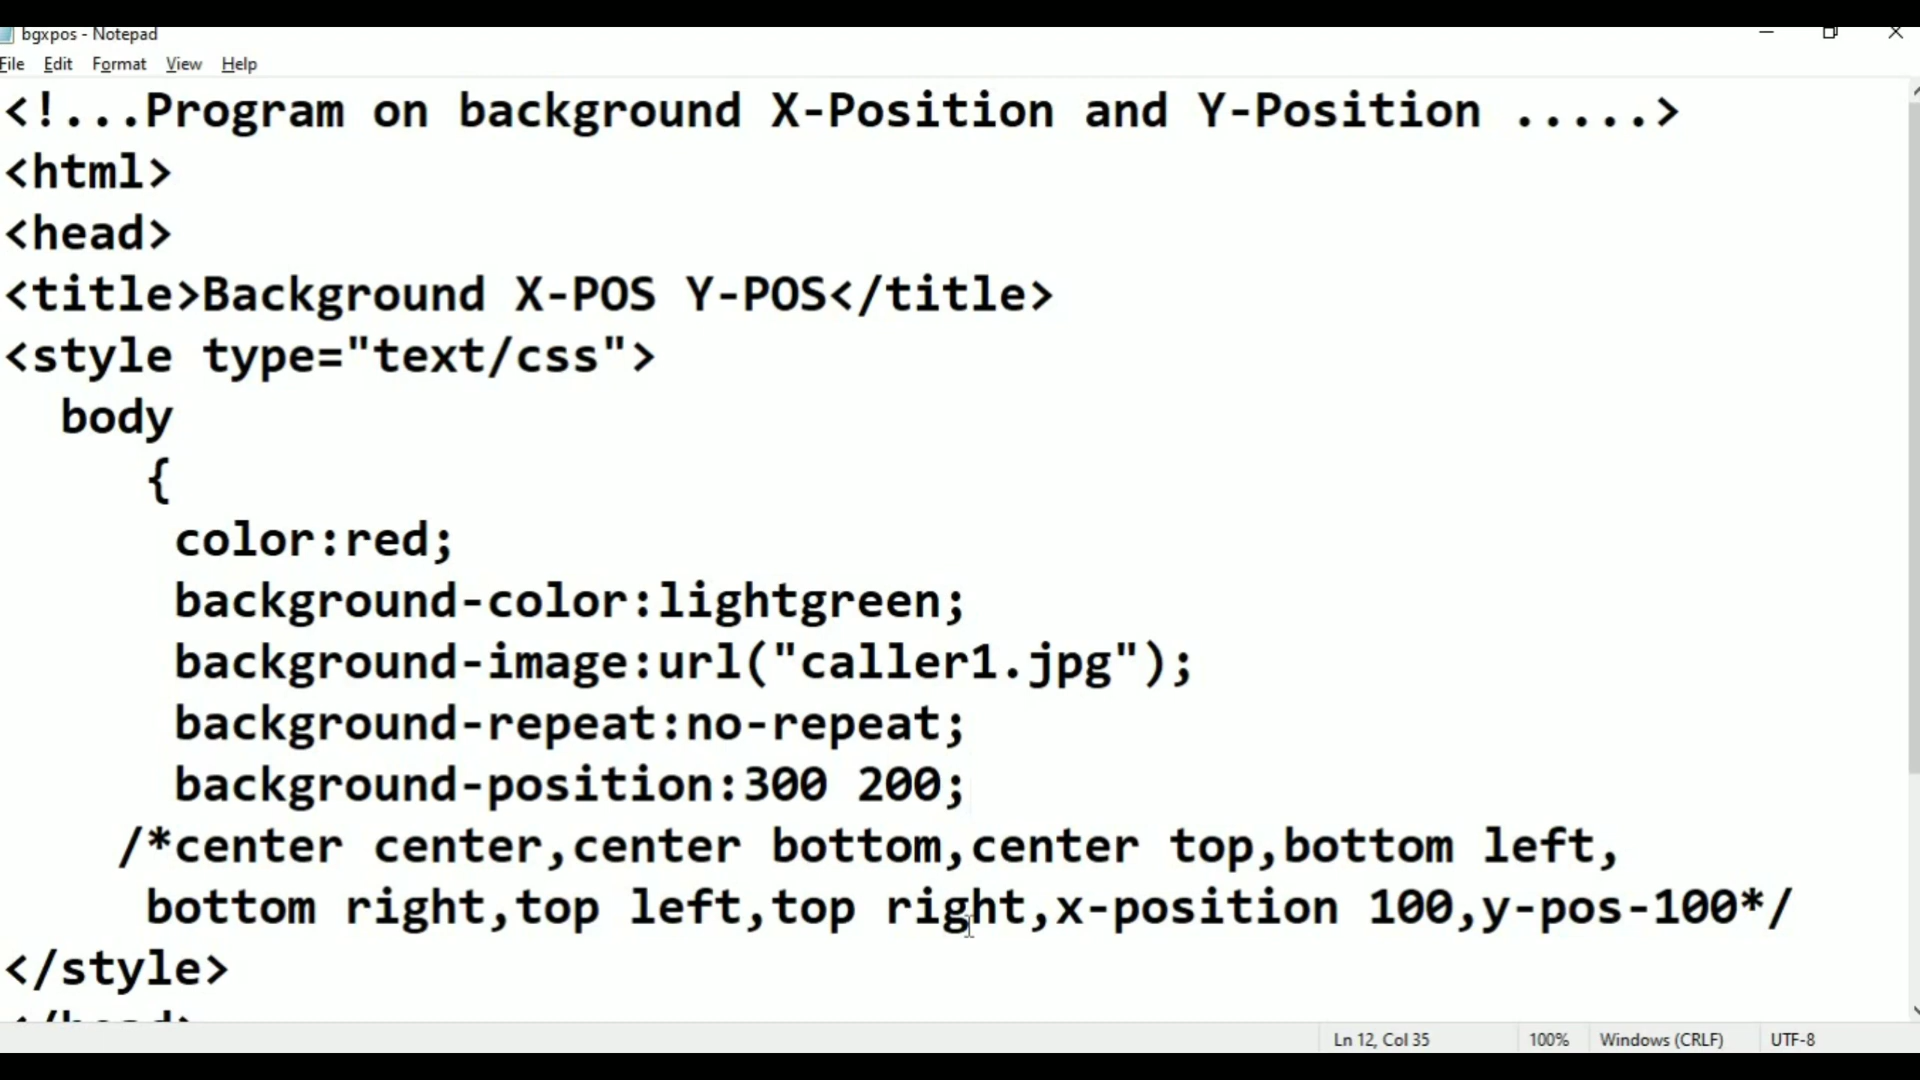 bgxpos - Notepad
File Edit Format View Help
<!...Program on background X-Position and Y-Position .....>
<html>
<head>
<title>Background X-POS Y-POS</title>
<style type="text/css">
body
{
color:red;
background-color:lightgreen;
background-image:url("caller1.jpg");
background-repeat:no-repeat;
background-position:300 200;
/*center center,center bottom,center top,bottom left,
bottom right,top left,top right,x-position 100,y-pos-100*/
</style>
</head>
Ln 12, Col 35 100% Windows (CRLF) UTF-8